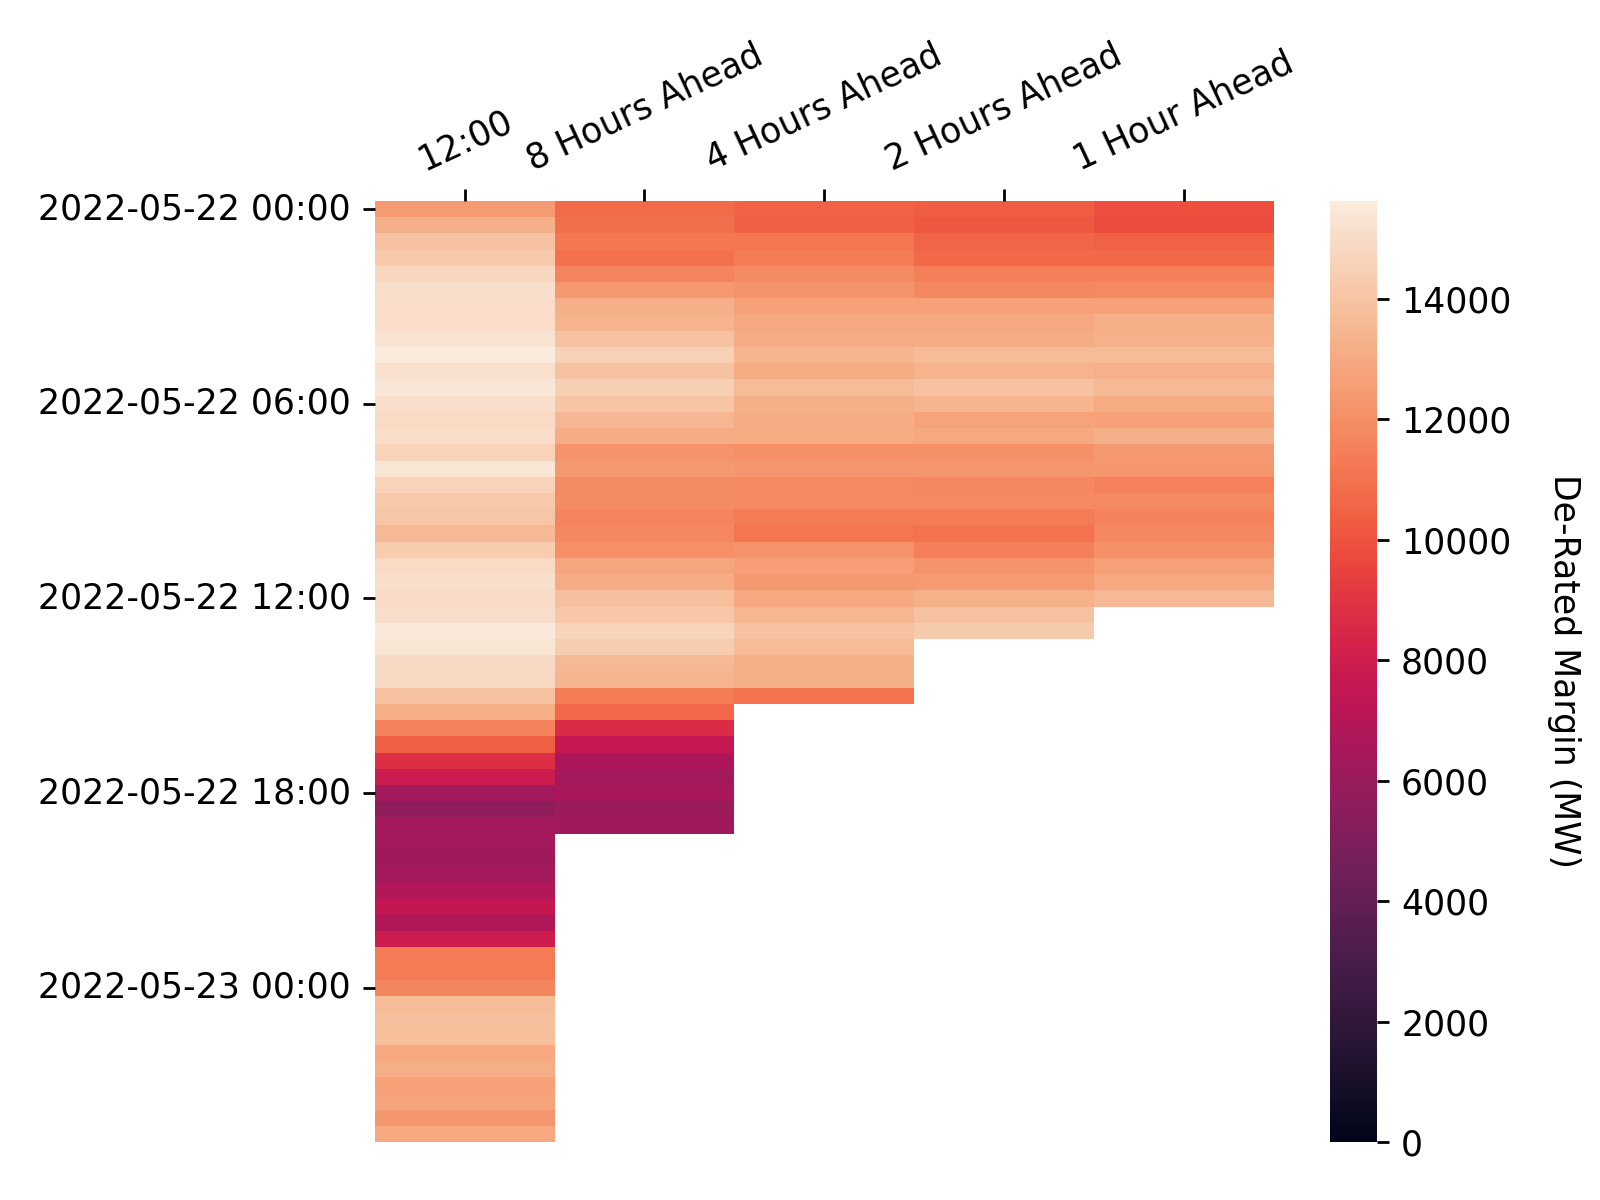 12:00
8 Hours Ahead
4 Hours Ahead
2 Hours Ahead
1 Hour Ahead
2022-05-22 00:00
2022-05-22 06:00
2022-05-22 12:00
2022-05-22 18:00
2022-05-23 00:00
14000
12000
10000
8000
6000
4000
2000
0
De-Rated Margin (MW)